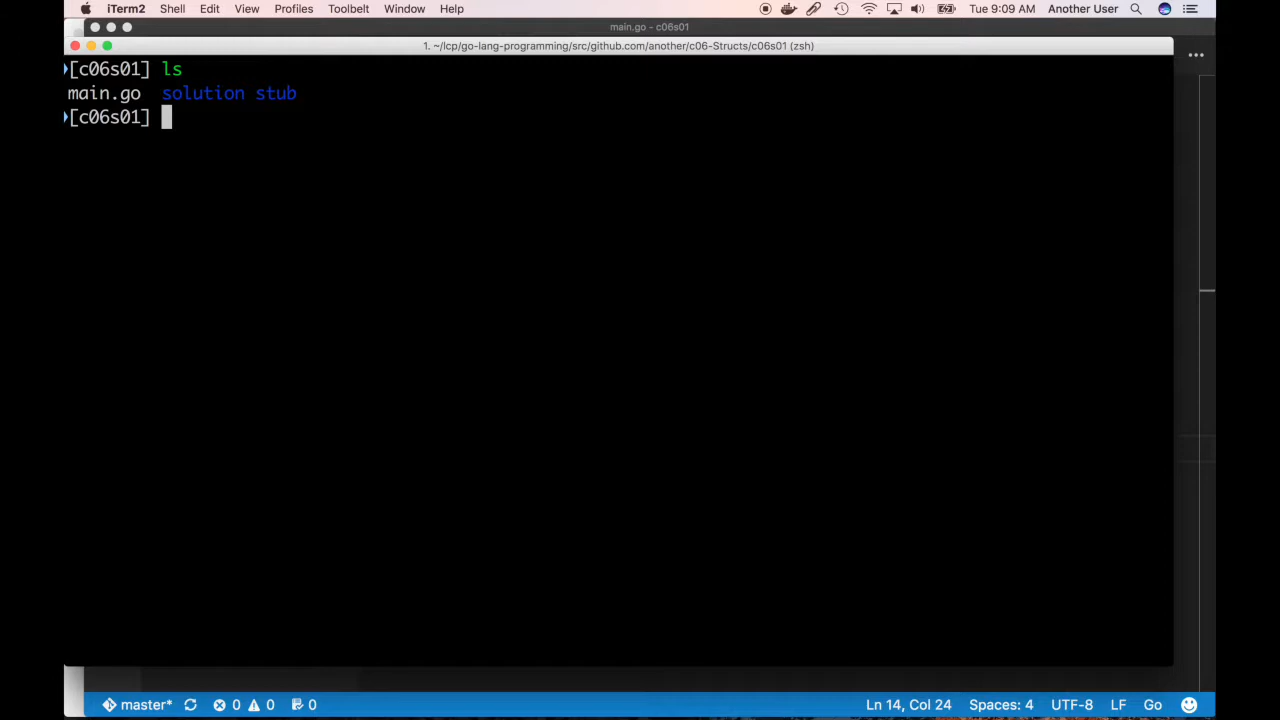 iTerm2 Shell Edit View Profiles Toolbelt Window Help Tue 9:09 AM Another User
main.go - c06s01
1. ~/lcp/go-lang-programming/src/github.com/another/c06-Structs/c06s01 (zsh)
[c06s01] ls
main.go solution stub
[c06s01]
master* 0 0 0 Ln 14, Col 24 Spaces: 4 UTF-8 LF Go